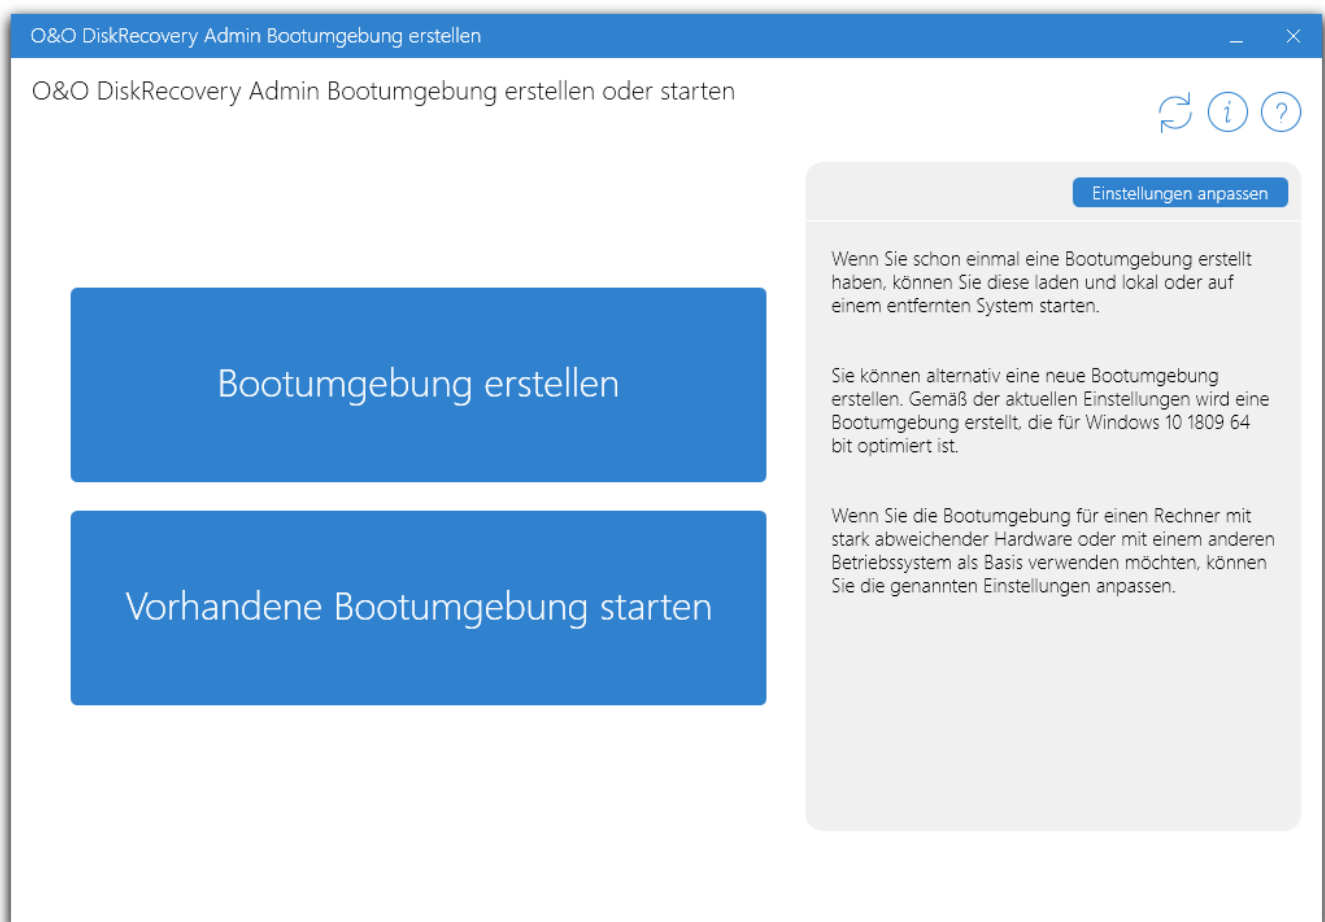 O&O DiskRecovery Admin Bootumgebung erstellen
O&O DiskRecovery Admin Bootumgebung erstellen oder starten
i ?
Einstellungen anpassen
Bootumgebung erstellen
Vorhandene Bootumgebung starten
Wenn Sie schon einmal eine Bootumgebung erstellt
haben, können Sie diese laden und lokal oder auf
einem entfernten System starten.
Sie können alternativ eine neue Bootumgebung
erstellen. Gemäß der aktuellen Einstellungen wird eine
Bootumgebung erstellt, die für Windows 10 1809 64
bit optimiert ist.
Wenn Sie die Bootumgebung für einen Rechner mit
stark abweichender Hardware oder mit einem anderen
Betriebssystem als Basis verwenden möchten, können
Sie die genannten Einstellungen anpassen.